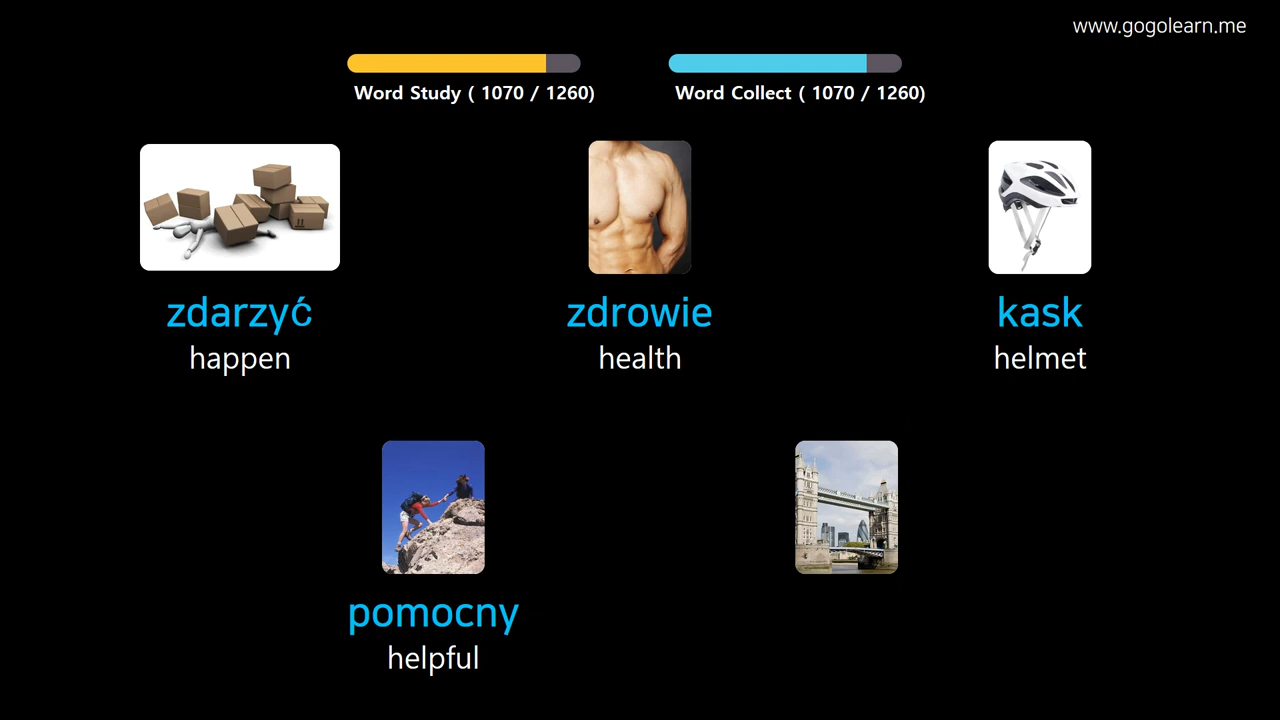 www.gogolearn.me
Word Study ( 1070 / 1260)
Word Collect ( 1070 / 1260)
zdarzyć
happen
zdrowie
health
kask
helmet
pomocny
helpful